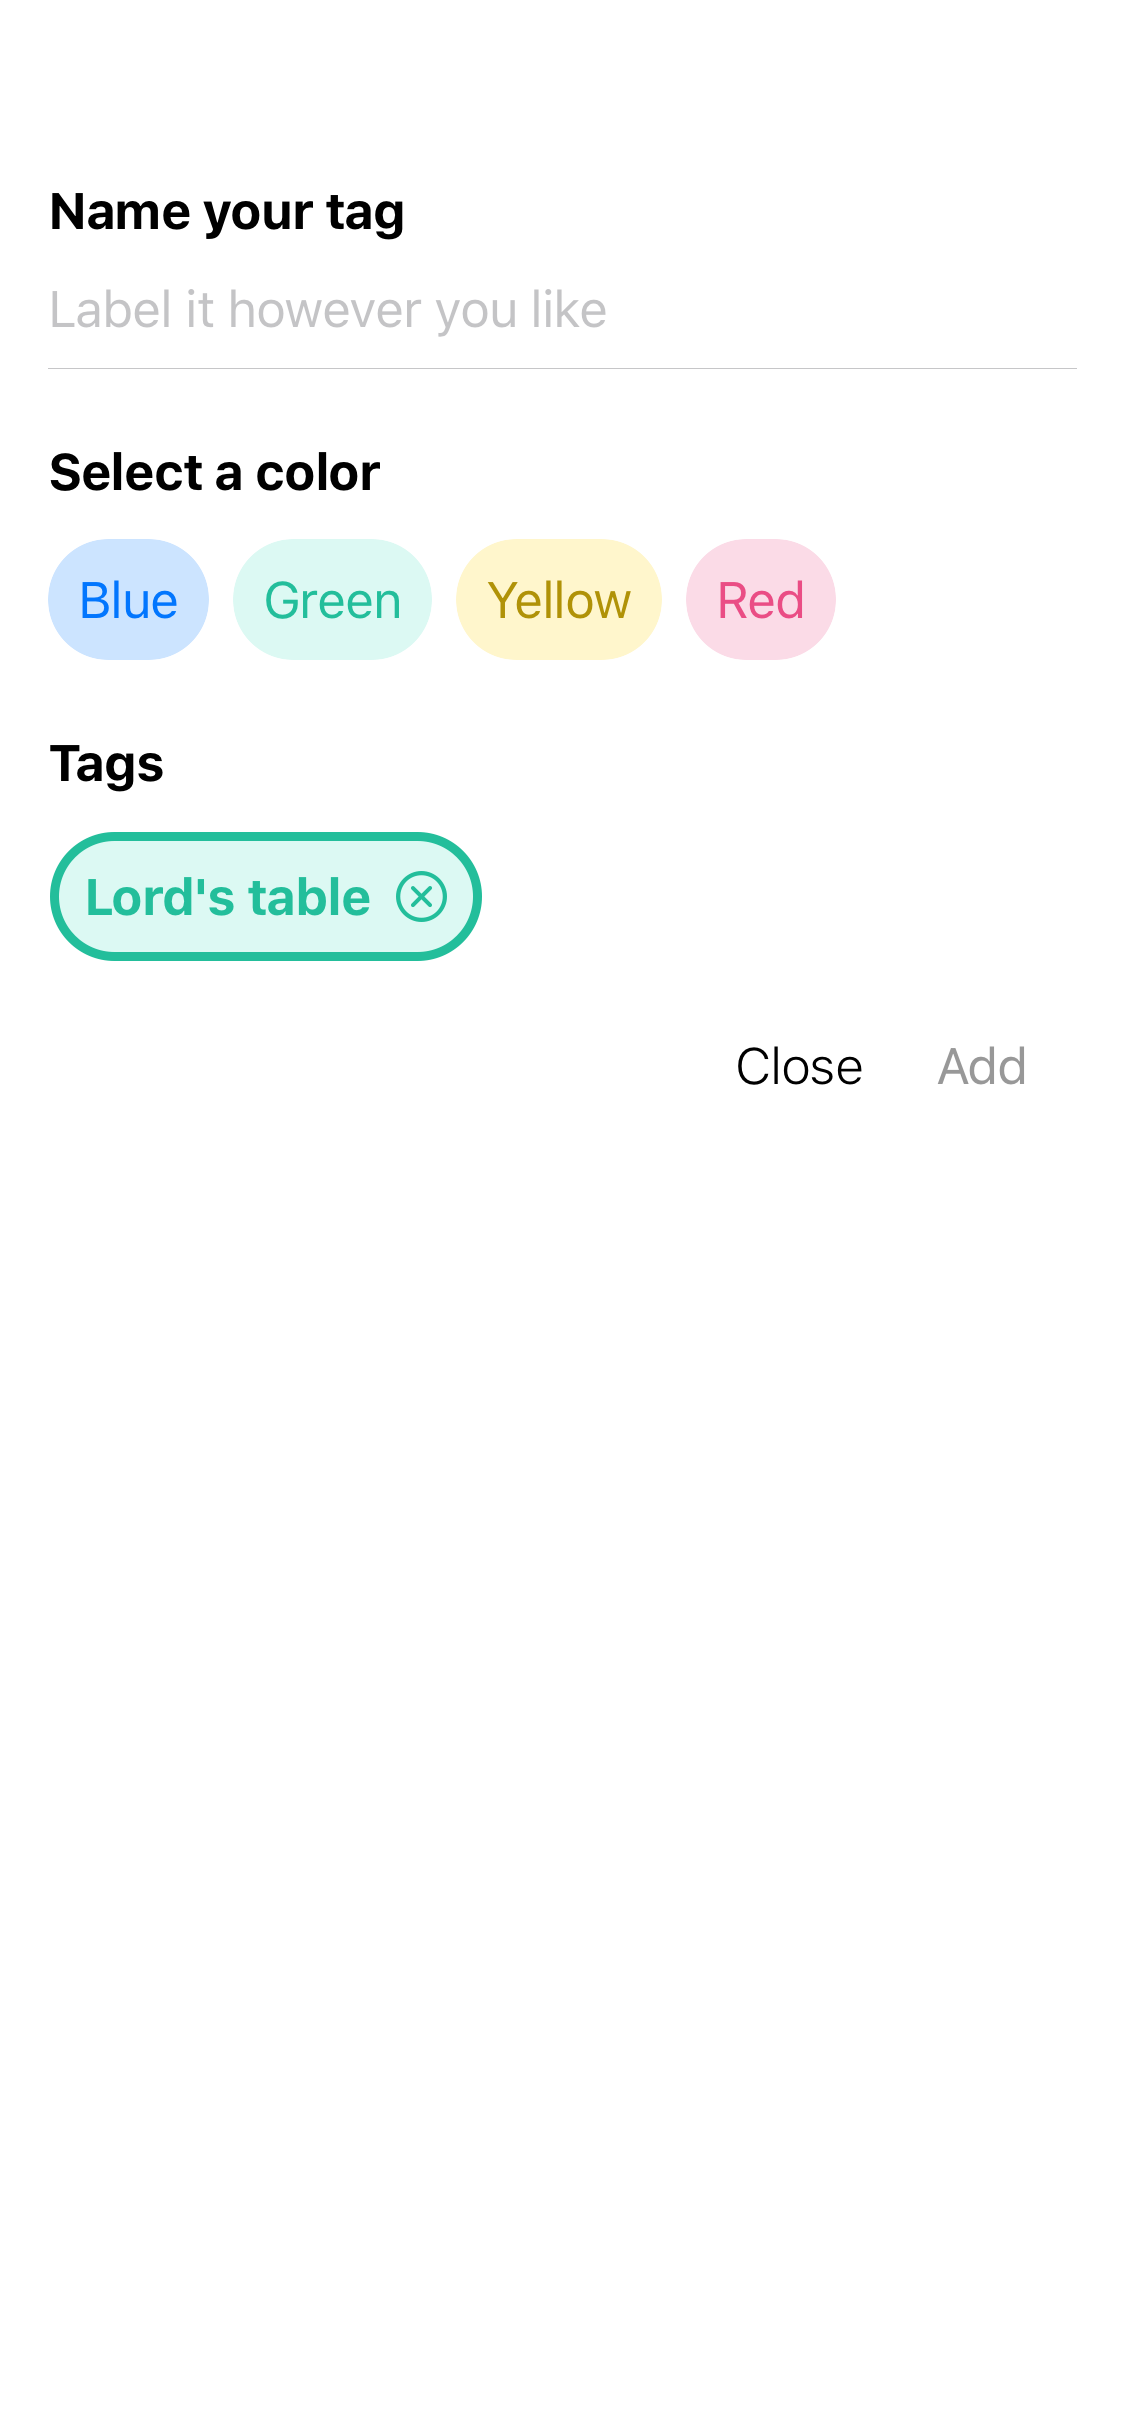 Name your tag
Label it however you like
Select a color
Blue Green Yellow Red
Tags
Lord's table
Close Add